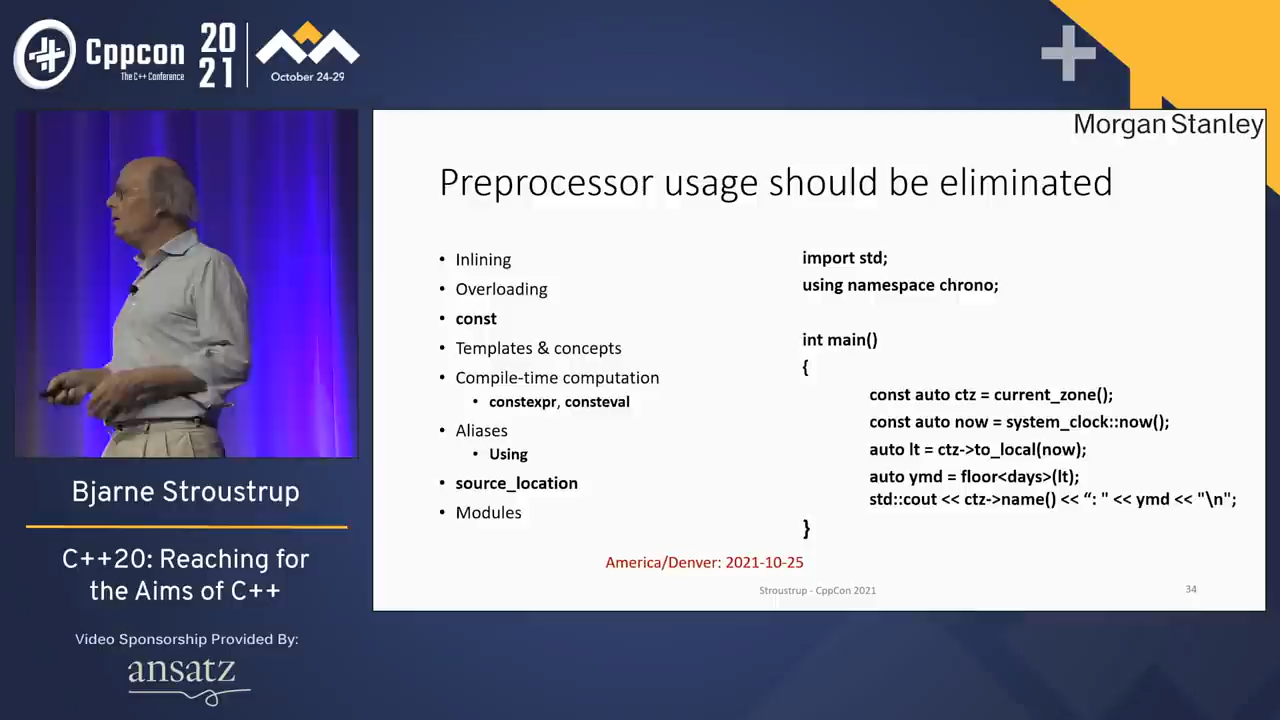 Cppcon
The C++ Conference
20
21
October 24-29
Morgan Stanley
Preprocessor usage should be eliminated
• Inlining
• Overloading
• const
• Templates & concepts
• Compile-time computation
• constexpr, consteval
• Aliases
• Using
• source_location
• Modules
import std;
using namespace chrono;
int main()
{
const auto ctz = current_zone();
const auto now = system_clock::now();
auto lt = ctz->to_local(now);
auto ymd = floor<days>(lt);
std::cout << ctz->name() << “: " << ymd << "\n";
}
America/Denver: 2021-10-25
Stroustrup - CppCon 2021
34
Bjarne Stroustrup
C++20: Reaching for
the Aims of C++
Video Sponsorship Provided By:
ansatz